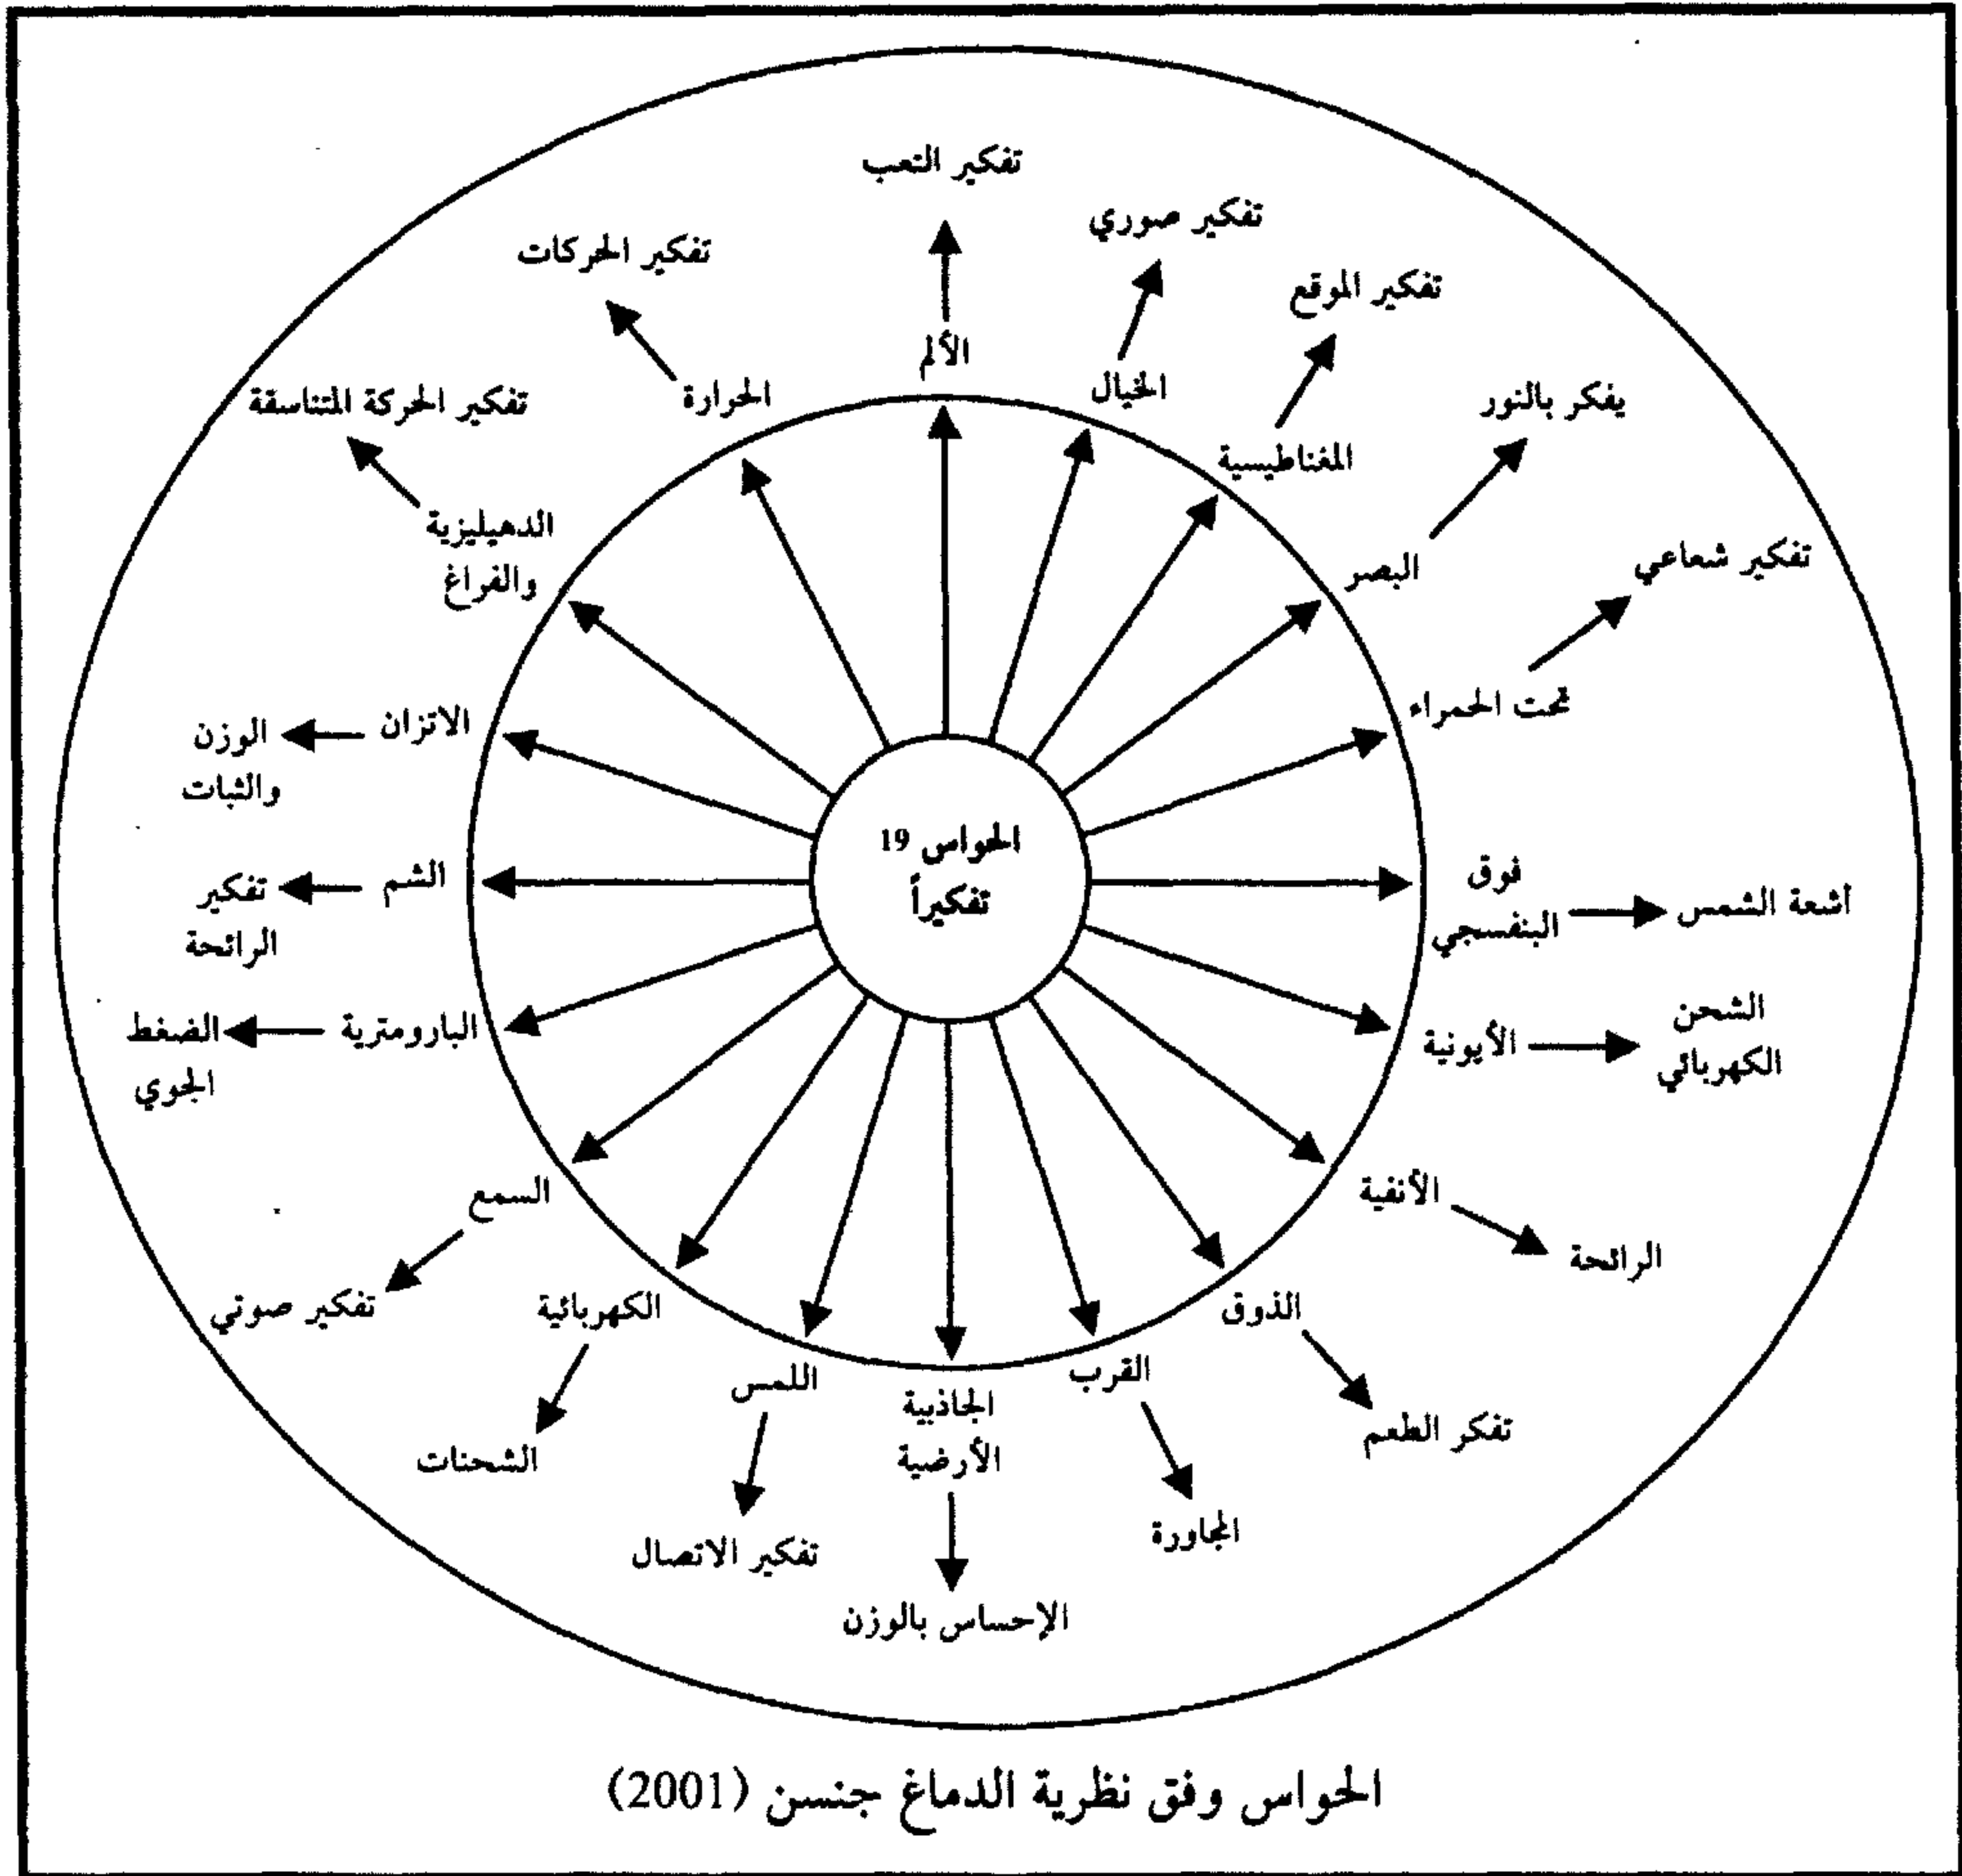 تفكير التعب
تفكير صوري
تفكير الحركات
تفكير الموقع
الألم
الخيال
الحرارة
يفكر بالنور
تفكير الحركة المتناسقة
المغناطيسية
الدهيليزية
والفراغ
البصر
تفكير شعاعي
تحت الحمراء
الاتزان
الوزن
والثبات
الحواس 19
تفكيراً
فوق
البنفسجي
أشعة الشمس
الشم
تفكير
الرائحة
الشحن
الكهربائي
الأيونية
البارومترية
الضغط
الجوي
السمع
الأنفية
الرائحة
تفكير صوتي
الكهربائية
الذوق
القرب
اللمس
الجاذبية
الأرضية
تفكر الطعم
الشحنات
المجاورة
تفكير الاتصال
الإحساس بالوزن
الحواس وفق نظرية الدماغ جنسن (2001)